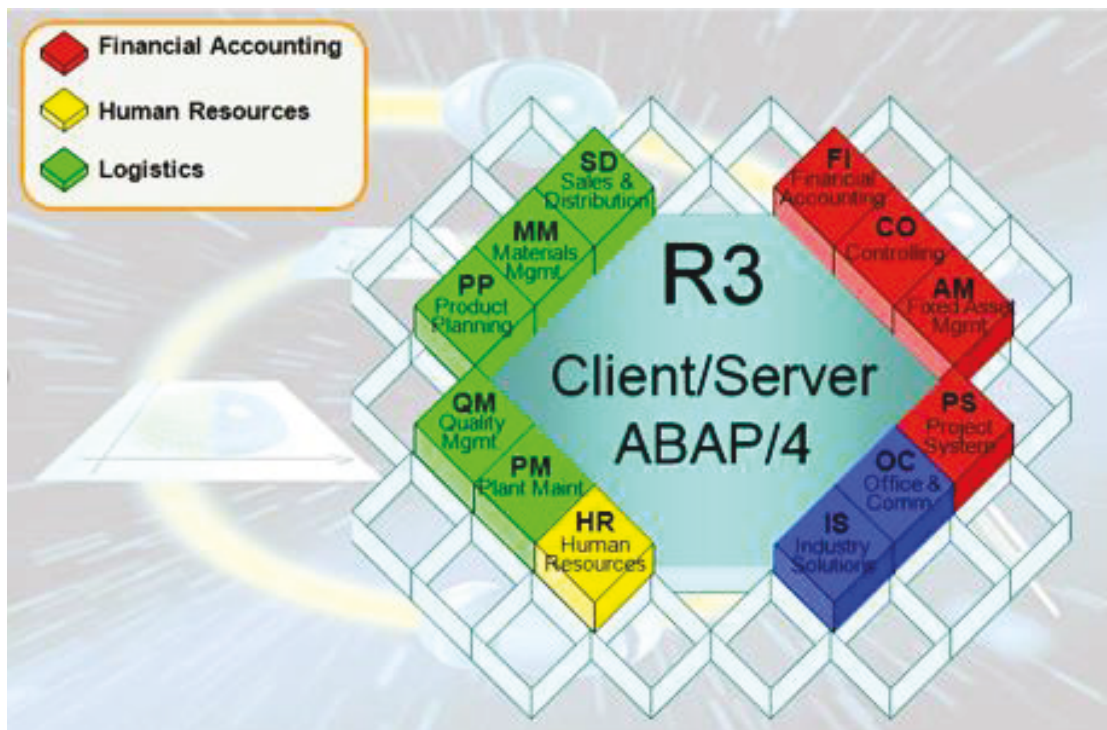 Financial Accounting
Human Resources
Logistics
SD
Sales &
Distribution
MM
Materials
Mgmt.
PP
Product
Planning
QM
Quality
Mgmt
PM
Plant Maint
HR
Human
Resources
R3
Client/Server
ABAP/4
FI
Financial
Accounting
CO
Controlling
AM
Fixed Asset
Mgmt
PS
Project
System
OC
Office &
Comm.
IS
Industry
Solutions